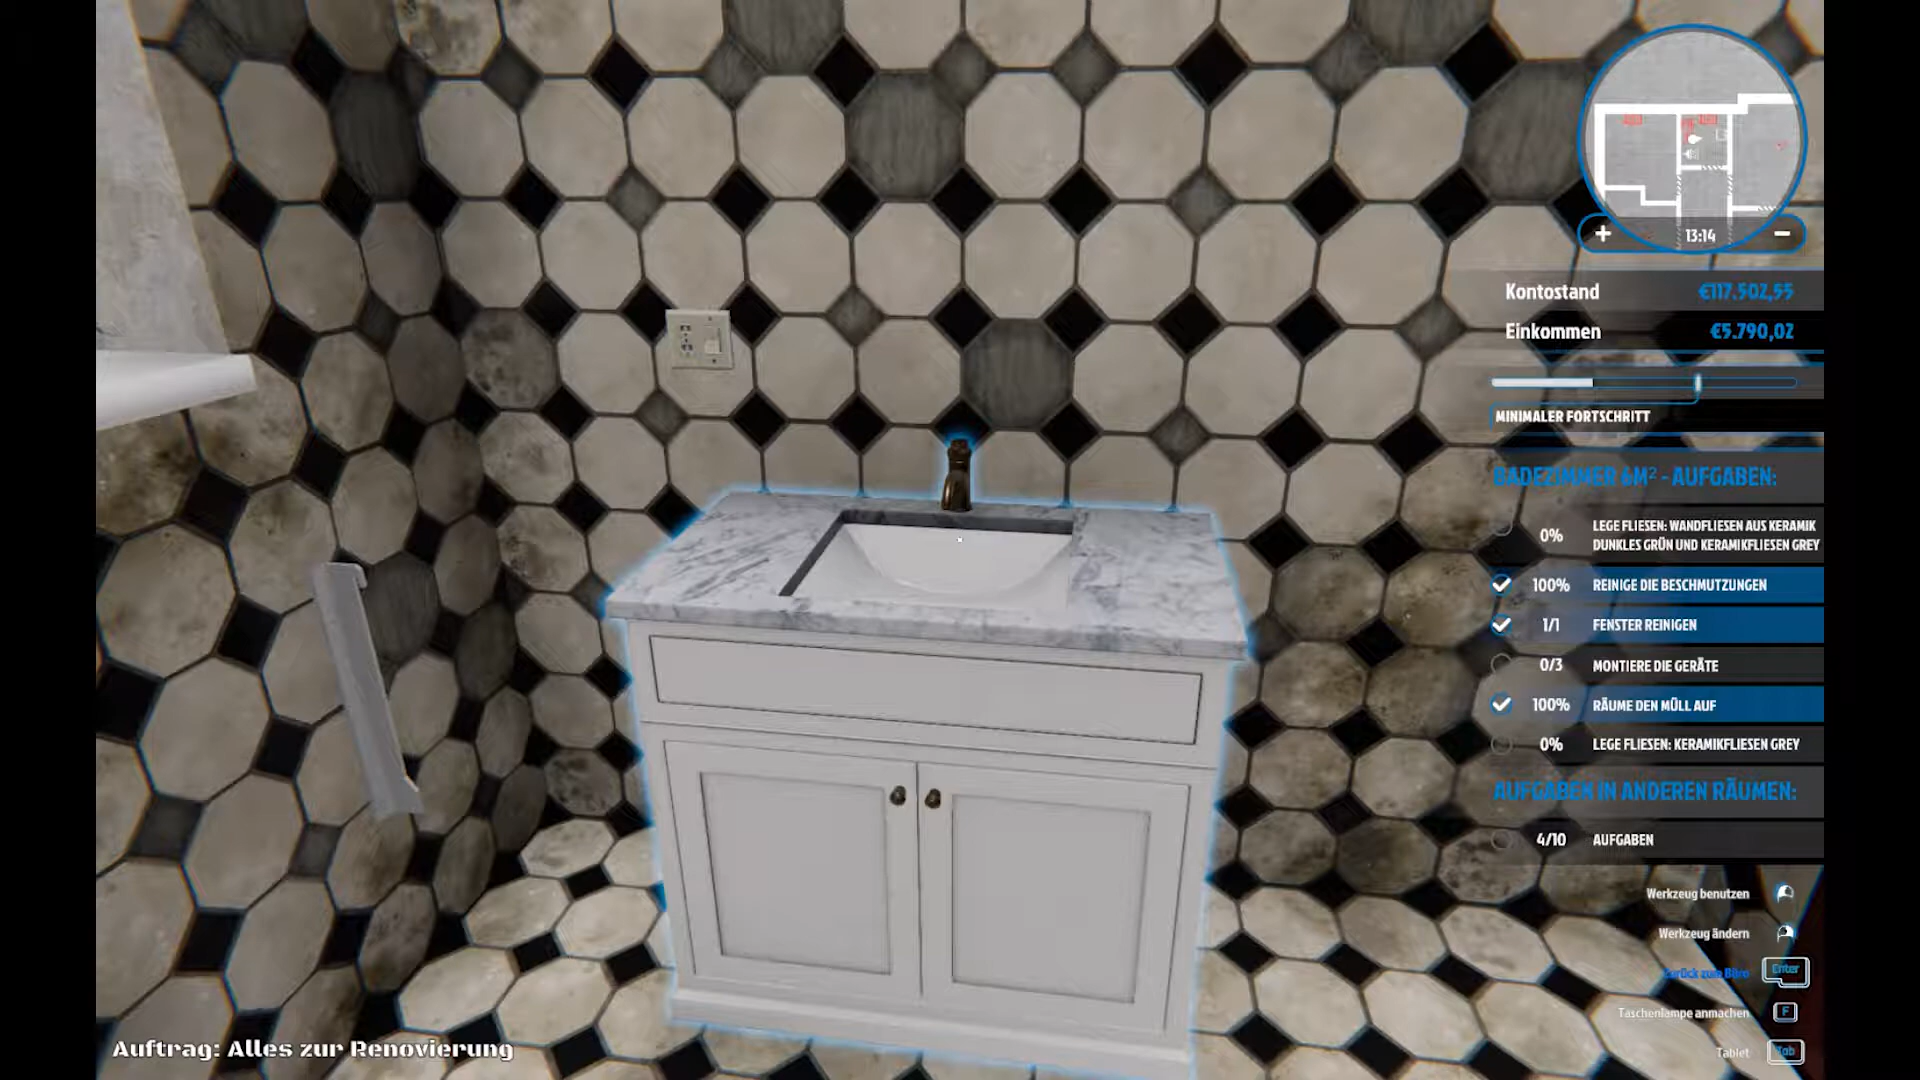 13:14
Kontostand €117.502,55
Einkommen €5.790,02
MINIMALER FORTSCHRITT
BADEZIMMER 6M² - AUFGABEN:
0% LEGE FLIESEN: WANDFLIESEN AUS KERAMIK
DUNKLES GRÜN UND KERAMIKFLIESEN GREY
100% REINIGE DIE BESCHMUTZUNGEN
1/1 FENSTER REINIGEN
0/3 MONTIERE DIE GERÄTE
100% RÄUME DEN MÜLL AUF
0% LEGE FLIESEN: KERAMIKFLIESEN GREY
AUFGABEN IN ANDEREN RÄUMEN:
4/10 AUFGABEN
Werkzeug benutzen
Werkzeug ändern
Zurück zum Büro Enter
Taschenlampe anmachen F
Tablet Tab
Auftrag: Alles zur Renovierung